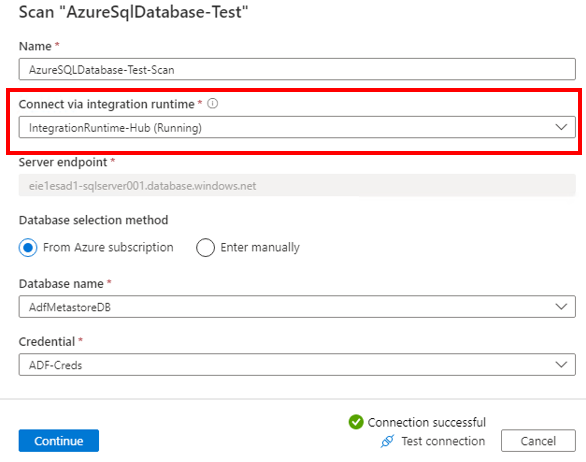 Scan "AzureSqlDatabase-Test"
Name *
AzureSQLDatabase-Test-Scan
Connect via integration runtime *
IntegrationRuntime-Hub (Running)
Server endpoint *
eie1esad1-sqlserver001.database.windows.net
Database selection method
From Azure subscription Enter manually
Database name *
AdfMetastoreDB
Credential *
ADF-Creds
Connection successful
Continue Test connection Cancel